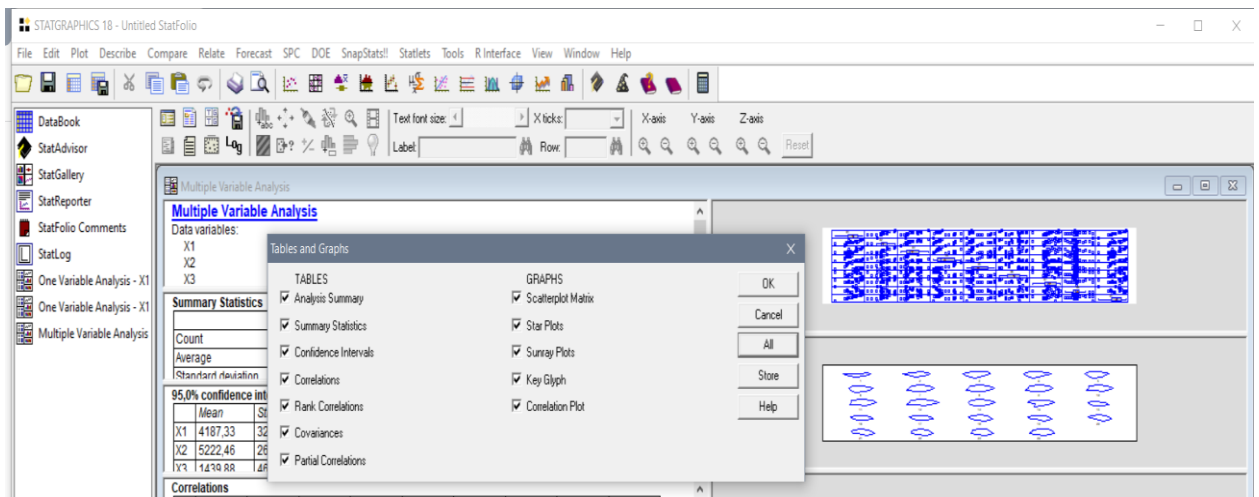 STATGRAPHICS 18 - Untitled StatFolio
File Edit Plot Describe Compare Relate Forecast SPC DOE SnapStats!! Statlets Tools R Interface View Window Help
DataBook
StatAdvisor
StatGallery
StatReporter
StatFolio Comments
StatLog
One Variable Analysis - X1
One Variable Analysis - X1
Multiple Variable Analysis
Text font size: X ticks: X-axis Y-axis Z-axis
Log Label: Row: Reset
Multiple Variable Analysis
Multiple Variable Analysis
Data variables:
X1
X2
X3
Summary Statistics
Count
Average
Standard deviation
95,0% confidence int
Mean St
X1 4187,33 32
X2 5222,46 26
X3 1439,88 46
Correlations
Tables and Graphs
TABLES
Analysis Summary
Summary Statistics
Confidence Intervals
Correlations
Rank Correlations
Covariances
Partial Correlations
GRAPHS
Scatterplot Matrix
Star Plots
Sunray Plots
Key Glyph
Correlation Plot
OK
Cancel
All
Store
Help